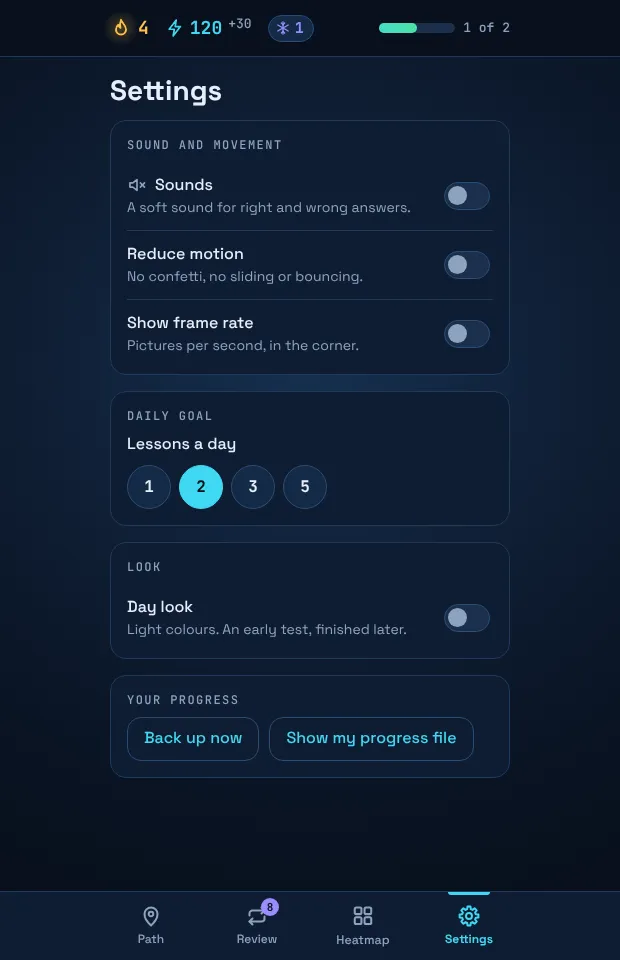 4 120 +30 1 1 of 2
Settings
SOUND AND MOVEMENT
Sounds
A soft sound for right and wrong answers.
Reduce motion
No confetti, no sliding or bouncing.
Show frame rate
Pictures per second, in the corner.
DAILY GOAL
Lessons a day
1 2 3 5
LOOK
Day look
Light colours. An early test, finished later.
YOUR PROGRESS
Back up now Show my progress file
8
Path Review Heatmap Settings